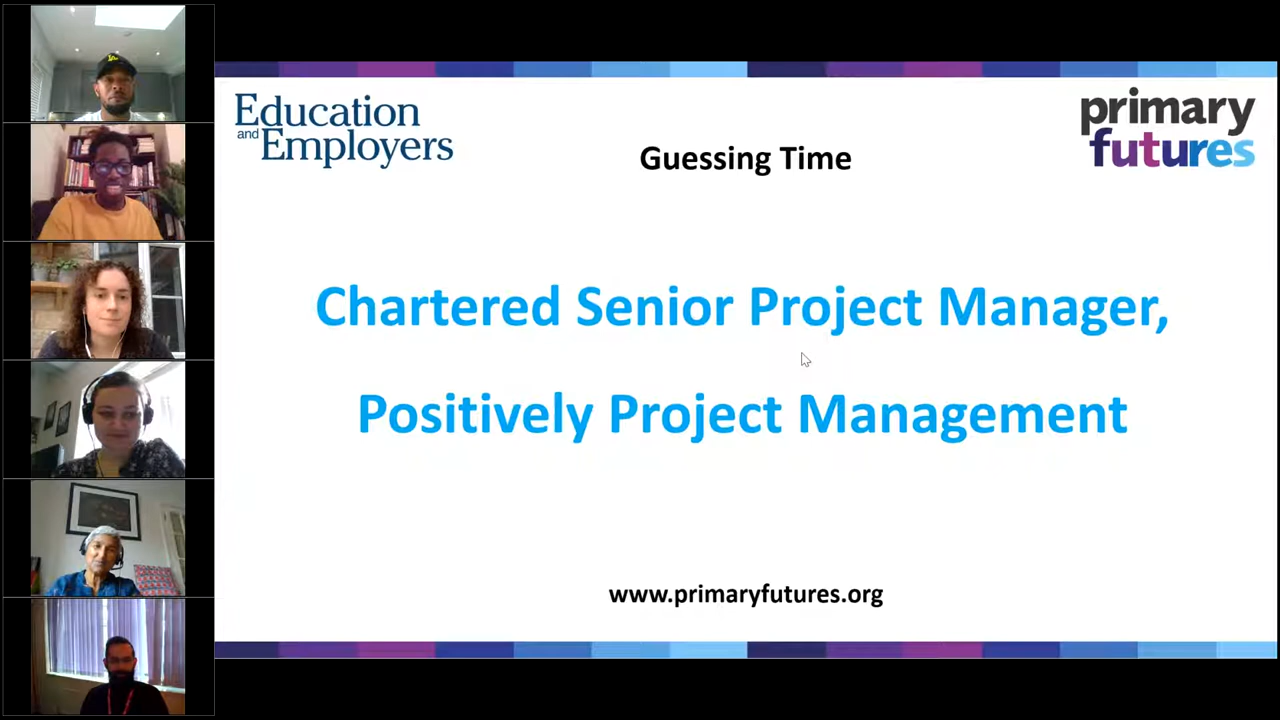 Education
and Employers
primary
futures
Guessing Time
Chartered Senior Project Manager,
Positively Project Management
www.primaryfutures.org